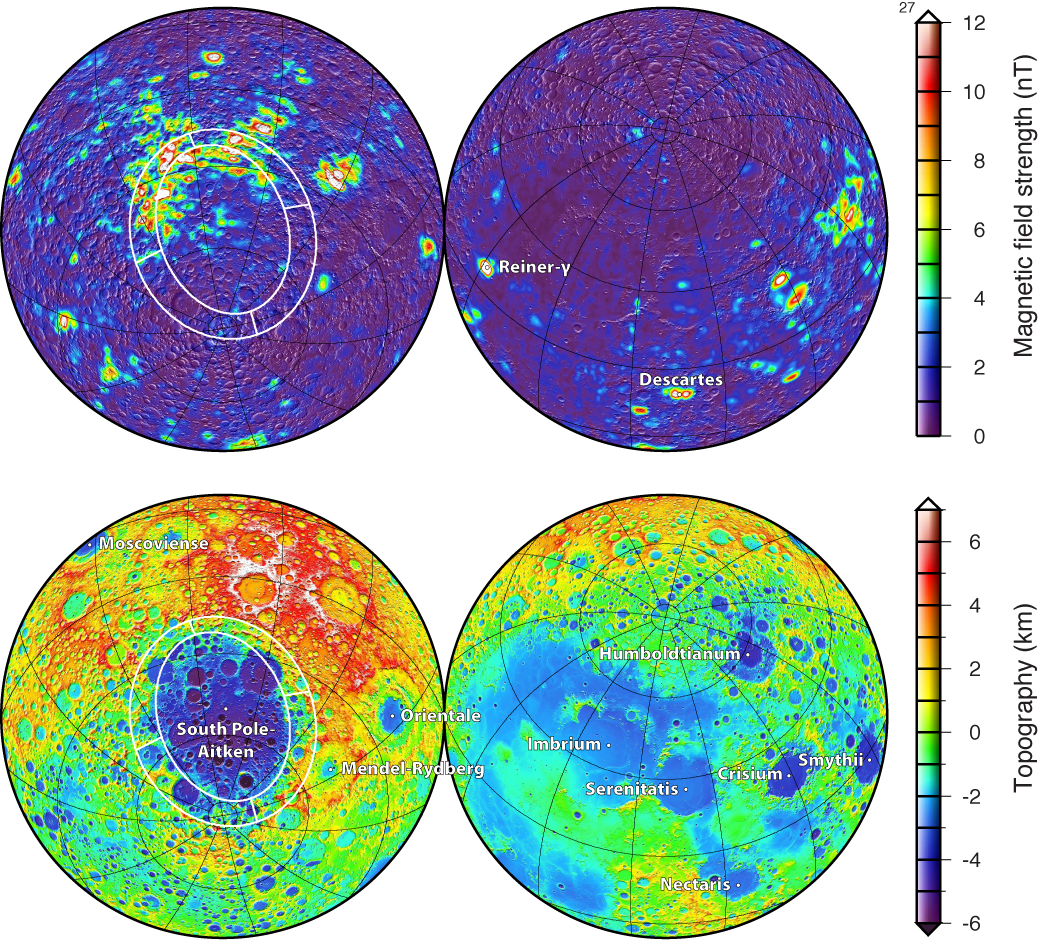 27
12
10
8
6
4
2
0
Magnetic field strength (nT)
Reiner-γ
Descartes
Moscoviense
South Pole-
Aitken
Orientale
Mendel-Rydberg
Humboldtianum
Imbrium
Serenitatis
Crisium
Smythii
Nectaris
6
4
2
0
-2
-4
-6
Topography (km)